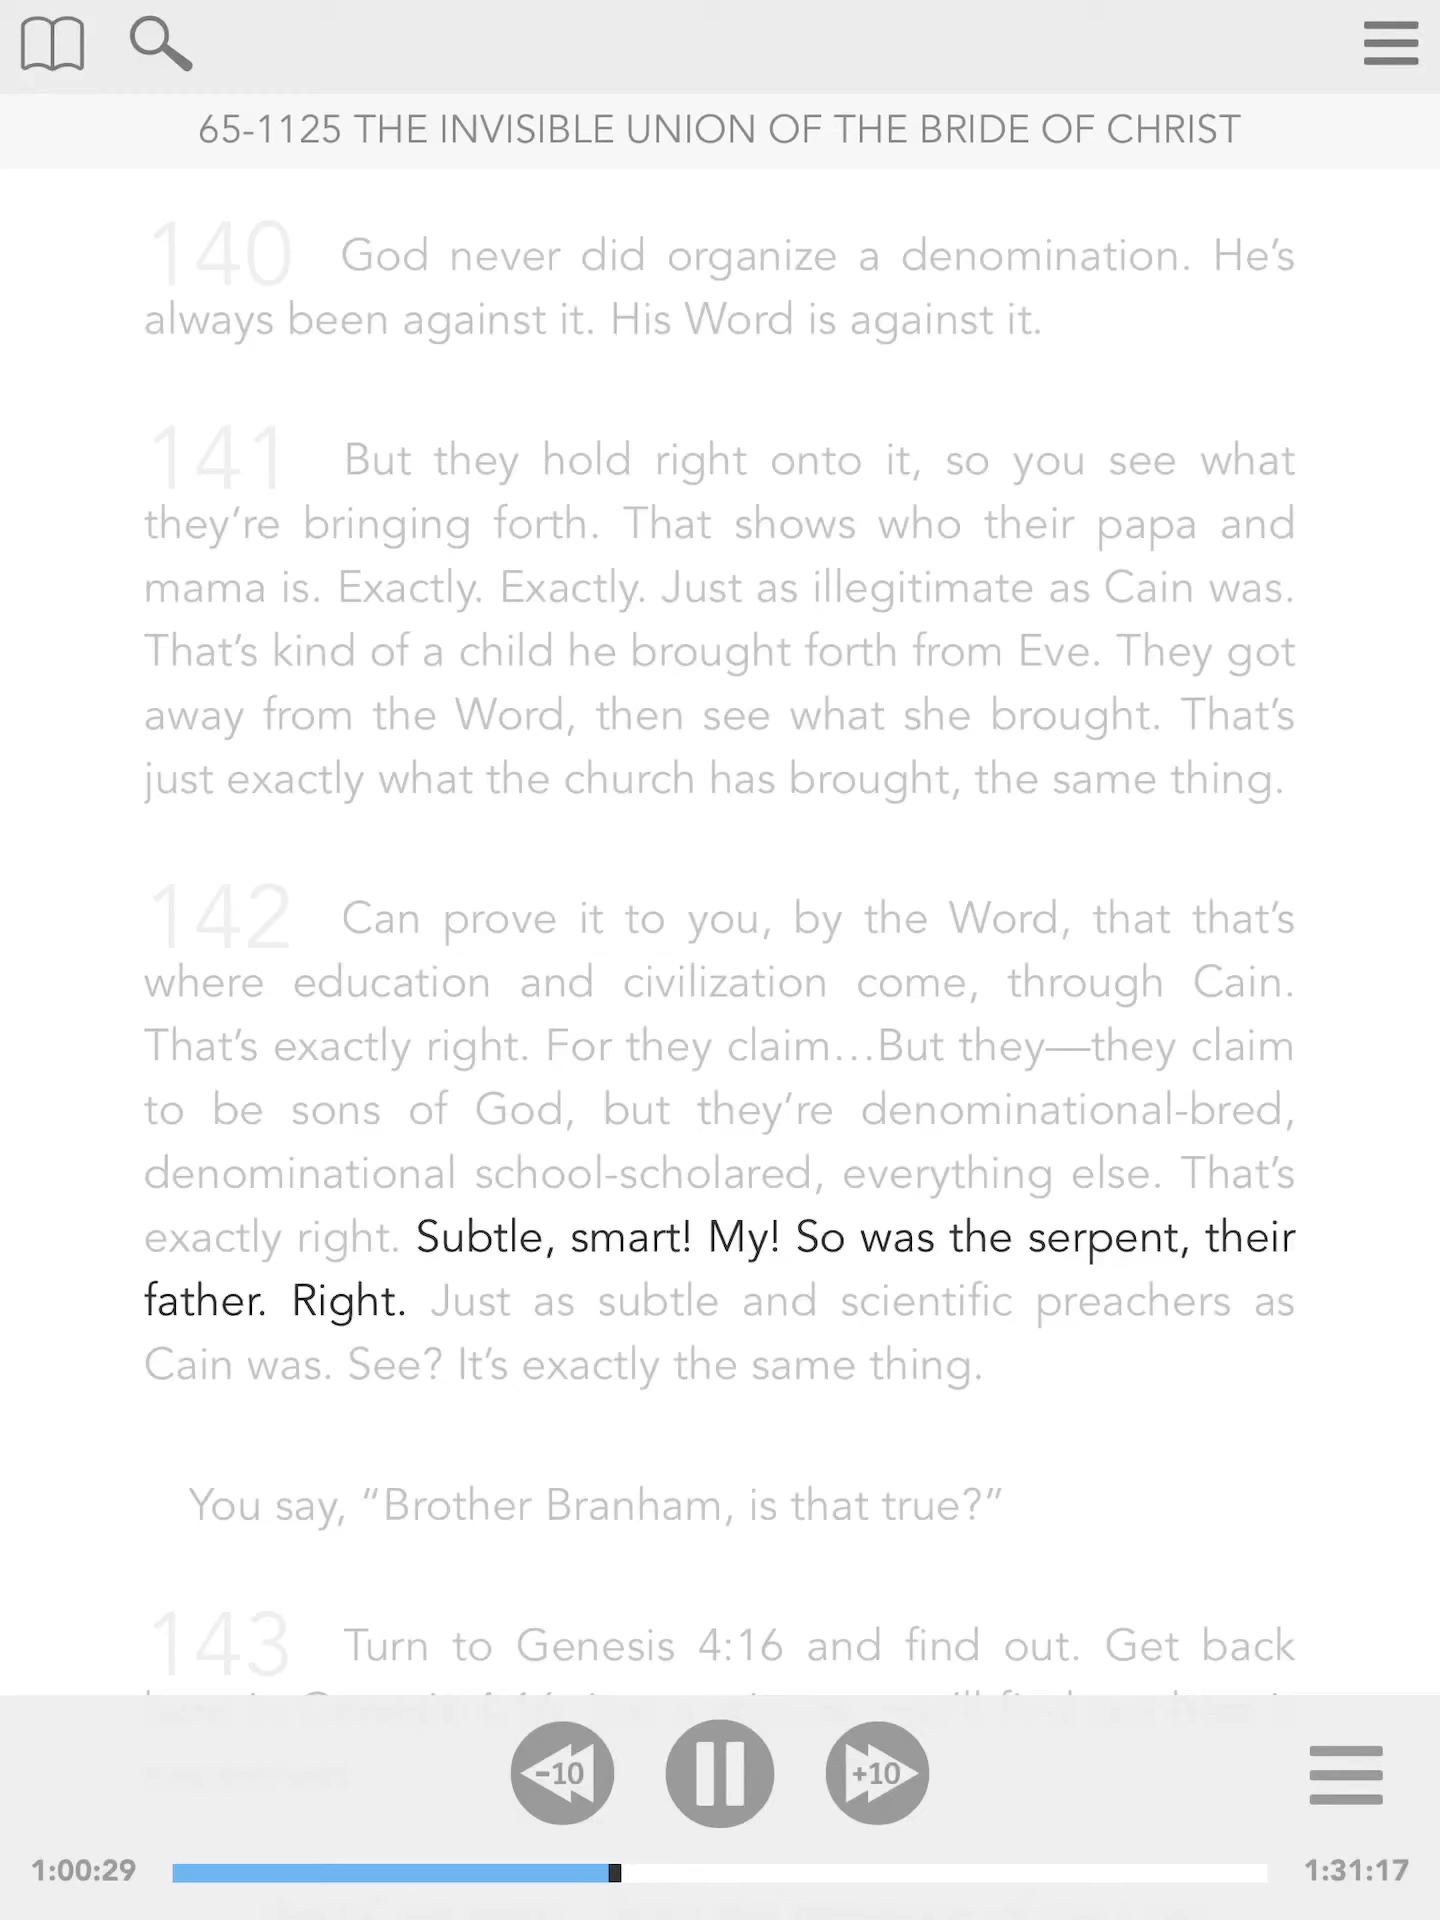 65-1125 THE INVISIBLE UNION OF THE BRIDE OF CHRIST
140 God never did organize a denomination. He’s
always been against it. His Word is against it.
141 But they hold right onto it, so you see what
they’re bringing forth. That shows who their papa and
mama is. Exactly. Exactly. Just as illegitimate as Cain was.
That’s kind of a child he brought forth from Eve. They got
away from the Word, then see what she brought. That’s
just exactly what the church has brought, the same thing.
142 Can prove it to you, by the Word, that that’s
where education and civilization come, through Cain.
That’s exactly right. For they claim…But they—they claim
to be sons of God, but they’re denominational-bred,
denominational school-scholared, everything else. That’s
exactly right. Subtle, smart! My! So was the serpent, their
father. Right. Just as subtle and scientific preachers as
Cain was. See? It’s exactly the same thing.
You say, “Brother Branham, is that true?”
143 Turn to Genesis 4:16 and find out. Get back
-10 +10
1:00:29 1:31:17